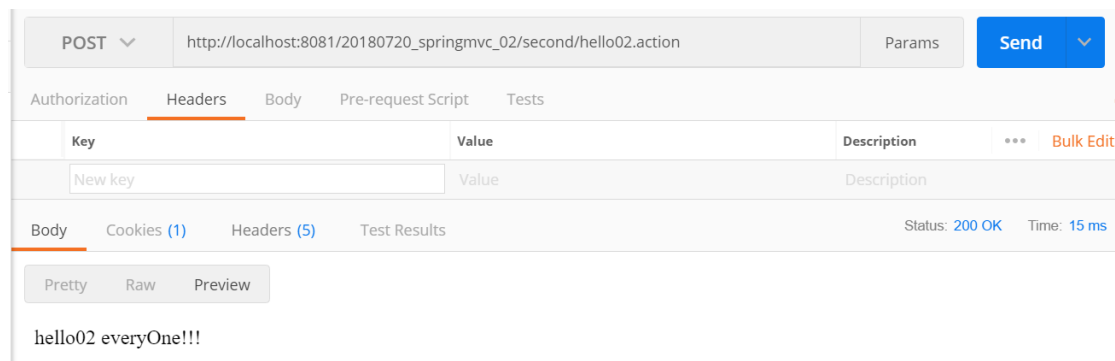 POST http://localhost:8081/20180720_springmvc_02/second/hello02.action Params Send
Authorization Headers Body Pre-request Script Tests
Key Value Description ••• Bulk Edit
New key Value Description
Body Cookies (1) Headers (5) Test Results Status: 200 OK Time: 15 ms
Pretty Raw Preview
hello02 everyOne!!!